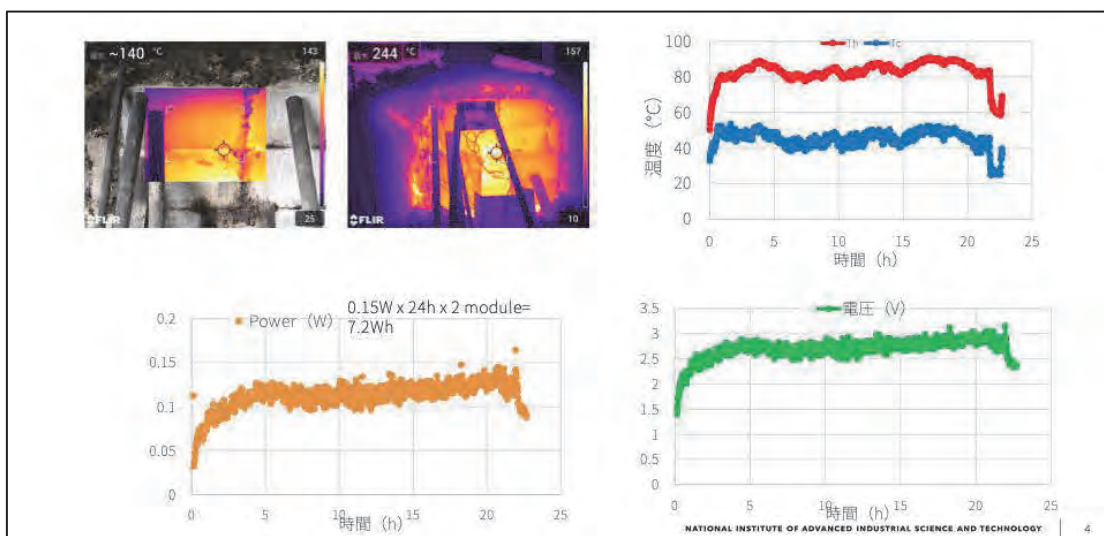 ~140 °C
143
25
FLIR
244 °C
157
10
FLIR
Th
Tc
100
80
60
40
20
0
温度 (°C)
0
5
10
15
20
25
時間 (h)
Power (W)
0.15W x 24h x 2 module=
7.2Wh
0.2
0.15
0.1
0.05
0
0
5
10
15
20
25
時間 (h)
電圧 (V)
3.5
3
2.5
2
1.5
1
0.5
0
0
5
10
15
20
25
時間 (h)
NATIONAL INSTITUTE OF ADVANCED INDUSTRIAL SCIENCE AND TECHNOLOGY
4